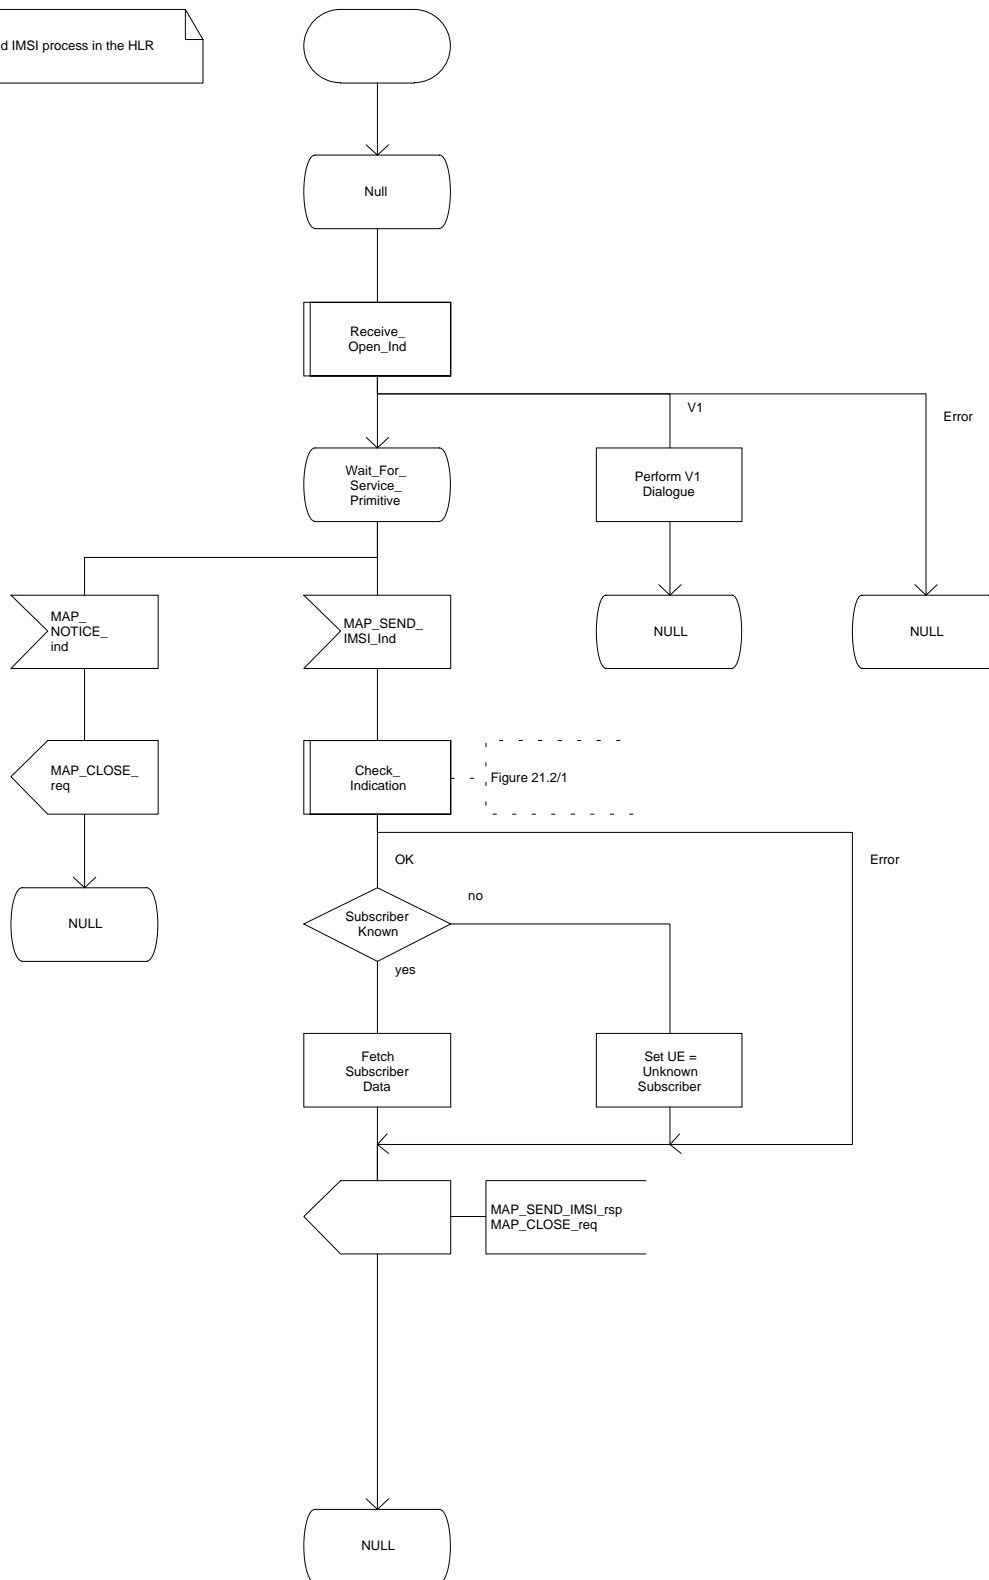 d IMSI process in the HLR
Null
Receive_
Open_Ind
V1
Error
Wait_For_
Service_
Primitive
Perform V1
Dialogue
MAP_
NOTICE_
ind
MAP_SEND_
IMSI_Ind
NULL
NULL
MAP_CLOSE_
req
Check_
Indication
Figure 21.2/1
OK
Error
no
NULL
Subscriber
Known
yes
Fetch
Subscriber
Data
Set UE =
Unknown
Subscriber
MAP_SEND_IMSI_rsp
MAP_CLOSE_req
NULL